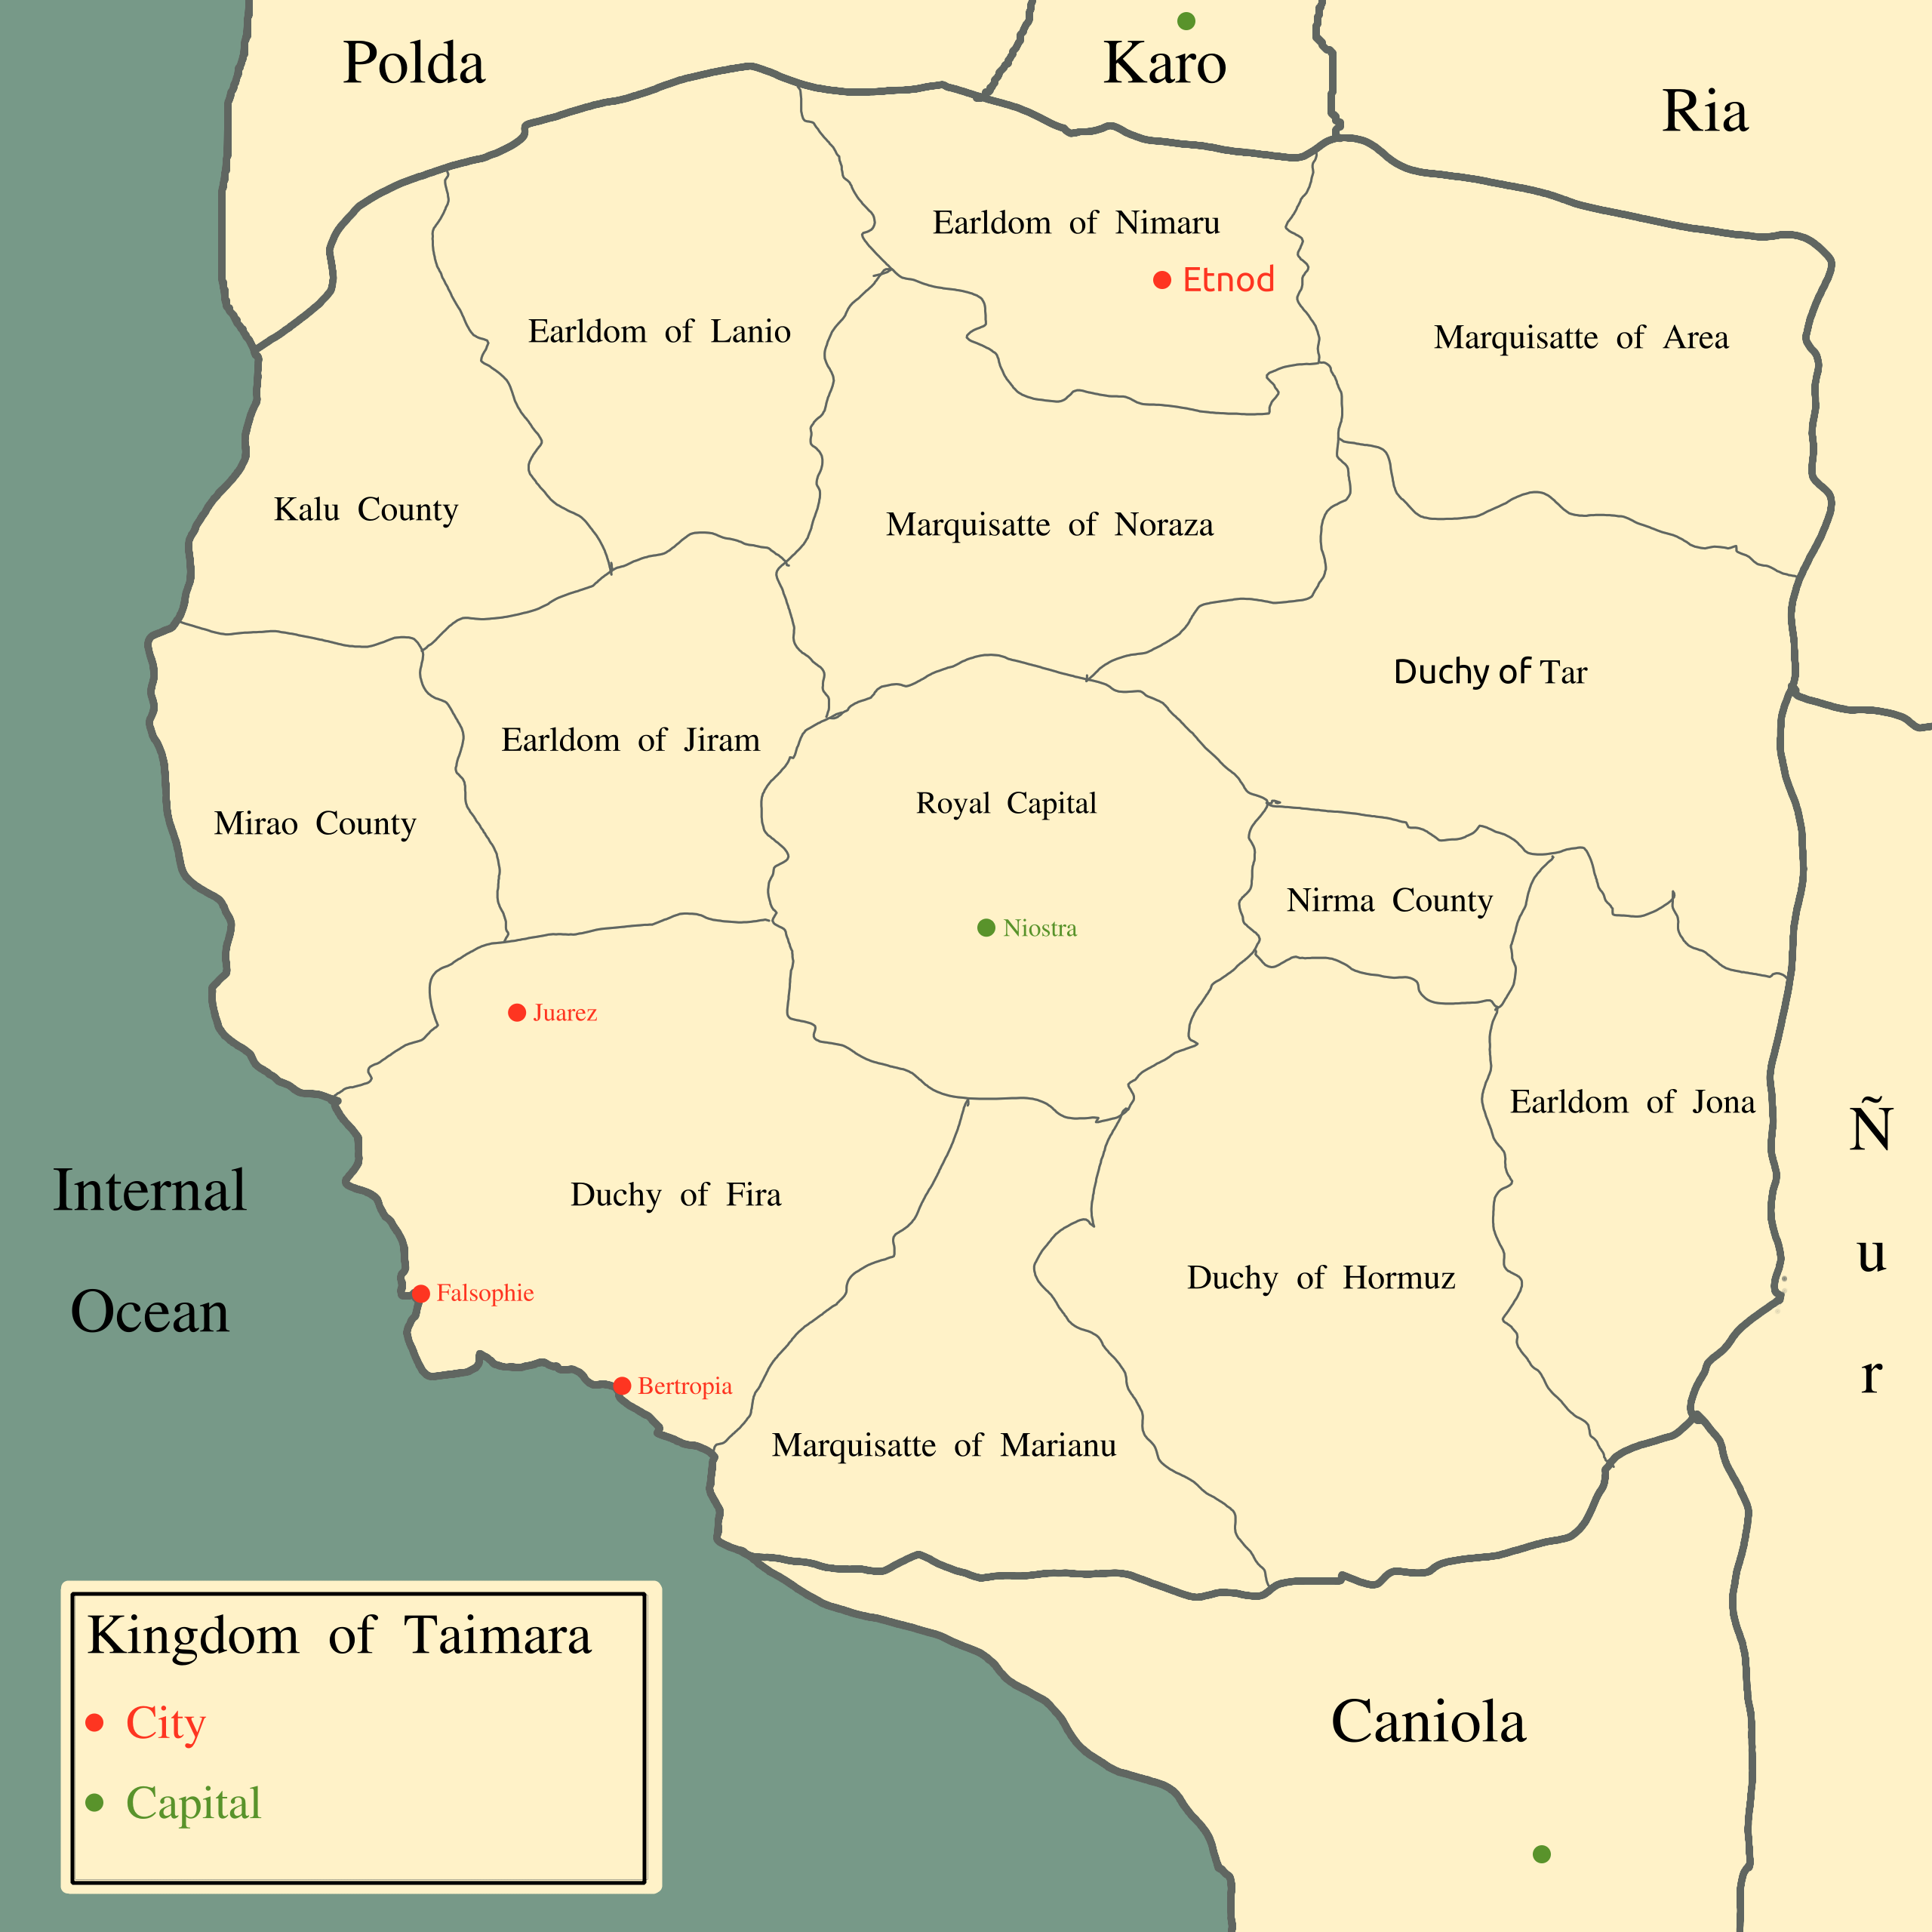 Polda
Karo
Ria
Earldom of Nimaru
Etnod
Earldom of Lanio
Marquisatte of Area
Kalu County
Marquisatte of Noraza
Duchy of Tar
Earldom of Jiram
Royal Capital
Mirao County
Nirma County
Niostra
Juarez
Earldom of Jona
Ñ
u
r
Internal
Ocean
Duchy of Fira
Duchy of Hormuz
Falsophie
Bertropia
Marquisatte of Marianu
Kingdom of Taimara
City
Capital
Caniola